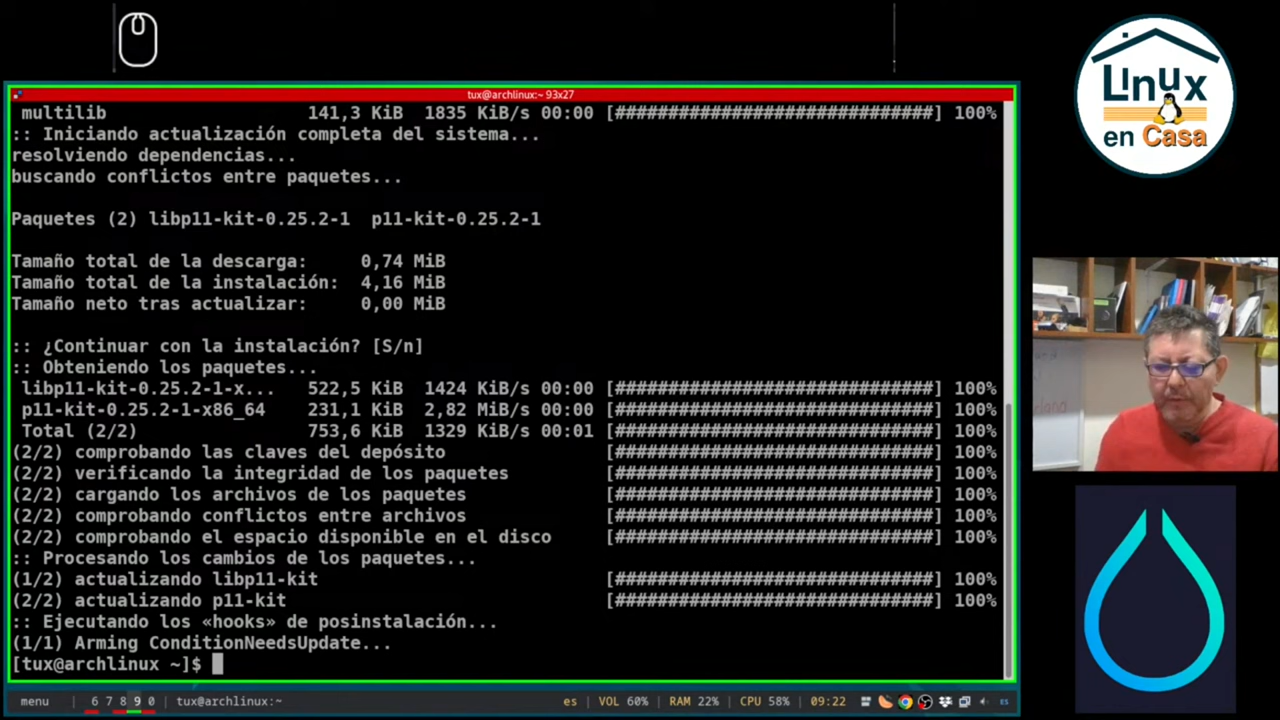 tux@archlinux:~ 93x27
multilib 141,3 KiB 1835 KiB/s 00:00 [##############################] 100%
:: Iniciando actualización completa del sistema...
resolviendo dependencias...
buscando conflictos entre paquetes...
Paquetes (2) libp11-kit-0.25.2-1 p11-kit-0.25.2-1
Tamaño total de la descarga: 0,74 MiB
Tamaño total de la instalación: 4,16 MiB
Tamaño neto tras actualizar: 0,00 MiB
:: ¿Continuar con la instalación? [S/n]
:: Obteniendo los paquetes...
libp11-kit-0.25.2-1-x... 522,5 KiB 1424 KiB/s 00:00 [##############################] 100%
p11-kit-0.25.2-1-x86_64 231,1 KiB 2,82 MiB/s 00:00 [##############################] 100%
Total (2/2) 753,6 KiB 1329 KiB/s 00:01 [##############################] 100%
(2/2) comprobando las claves del depósito [##############################] 100%
(2/2) verificando la integridad de los paquetes [##############################] 100%
(2/2) cargando los archivos de los paquetes [##############################] 100%
(2/2) comprobando conflictos entre archivos [##############################] 100%
(2/2) comprobando el espacio disponible en el disco [##############################] 100%
:: Procesando los cambios de los paquetes...
(1/2) actualizando libp11-kit [##############################] 100%
(2/2) actualizando p11-kit [##############################] 100%
:: Ejecutando los «hooks» de posinstalación...
(1/1) Arming ConditionNeedsUpdate...
[tux@archlinux ~]$
menu | 6 7 8 9 0 | tux@archlinux:~ es | VOL 60% | RAM 22% | CPU 58% | 09:22 ES
Linux
en Casa